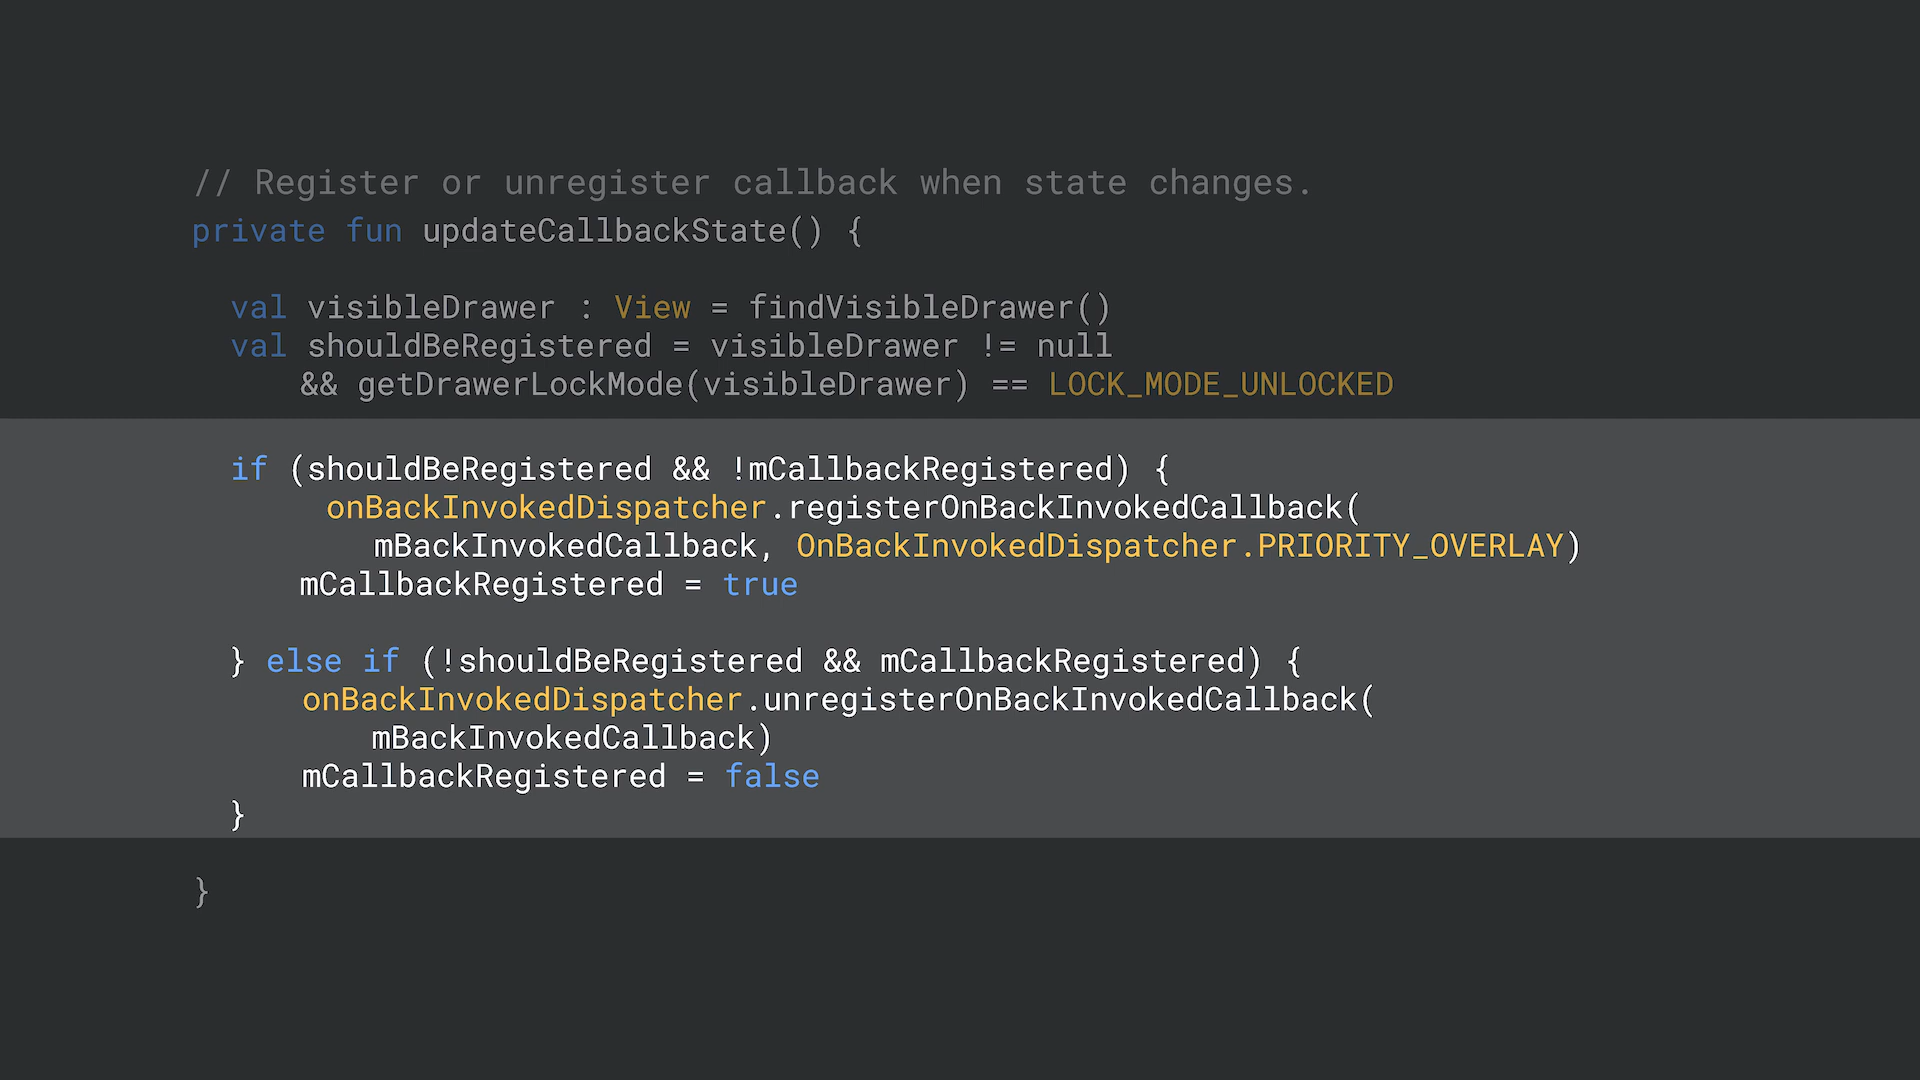 // Register or unregister callback when state changes.
private fun updateCallbackState() {
val visibleDrawer : View = findVisibleDrawer()
val shouldBeRegistered = visibleDrawer != null
&& getDrawerLockMode(visibleDrawer) == LOCK_MODE_UNLOCKED
if (shouldBeRegistered && !mCallbackRegistered) {
onBackInvokedDispatcher.registerOnBackInvokedCallback(
mBackInvokedCallback, OnBackInvokedDispatcher.PRIORITY_OVERLAY)
mCallbackRegistered = true
} else if (!shouldBeRegistered && mCallbackRegistered) {
onBackInvokedDispatcher.unregisterOnBackInvokedCallback(
mBackInvokedCallback)
mCallbackRegistered = false
}
}